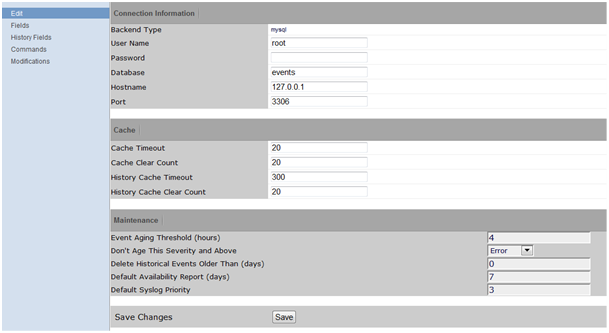 Edit
Fields
History Fields
Commands
Modifications
Connection Information
Backend Type mysql
User Name root
Password
Database events
Hostname 127.0.0.1
Port 3306
Cache
Cache Timeout 20
Cache Clear Count 20
History Cache Timeout 300
History Cache Clear Count 20
Maintenance
Event Aging Threshold (hours) 4
Don't Age This Severity and Above Error
Delete Historical Events Older Than (days) 0
Default Availability Report (days) 7
Default Syslog Priority 3
Save Changes Save